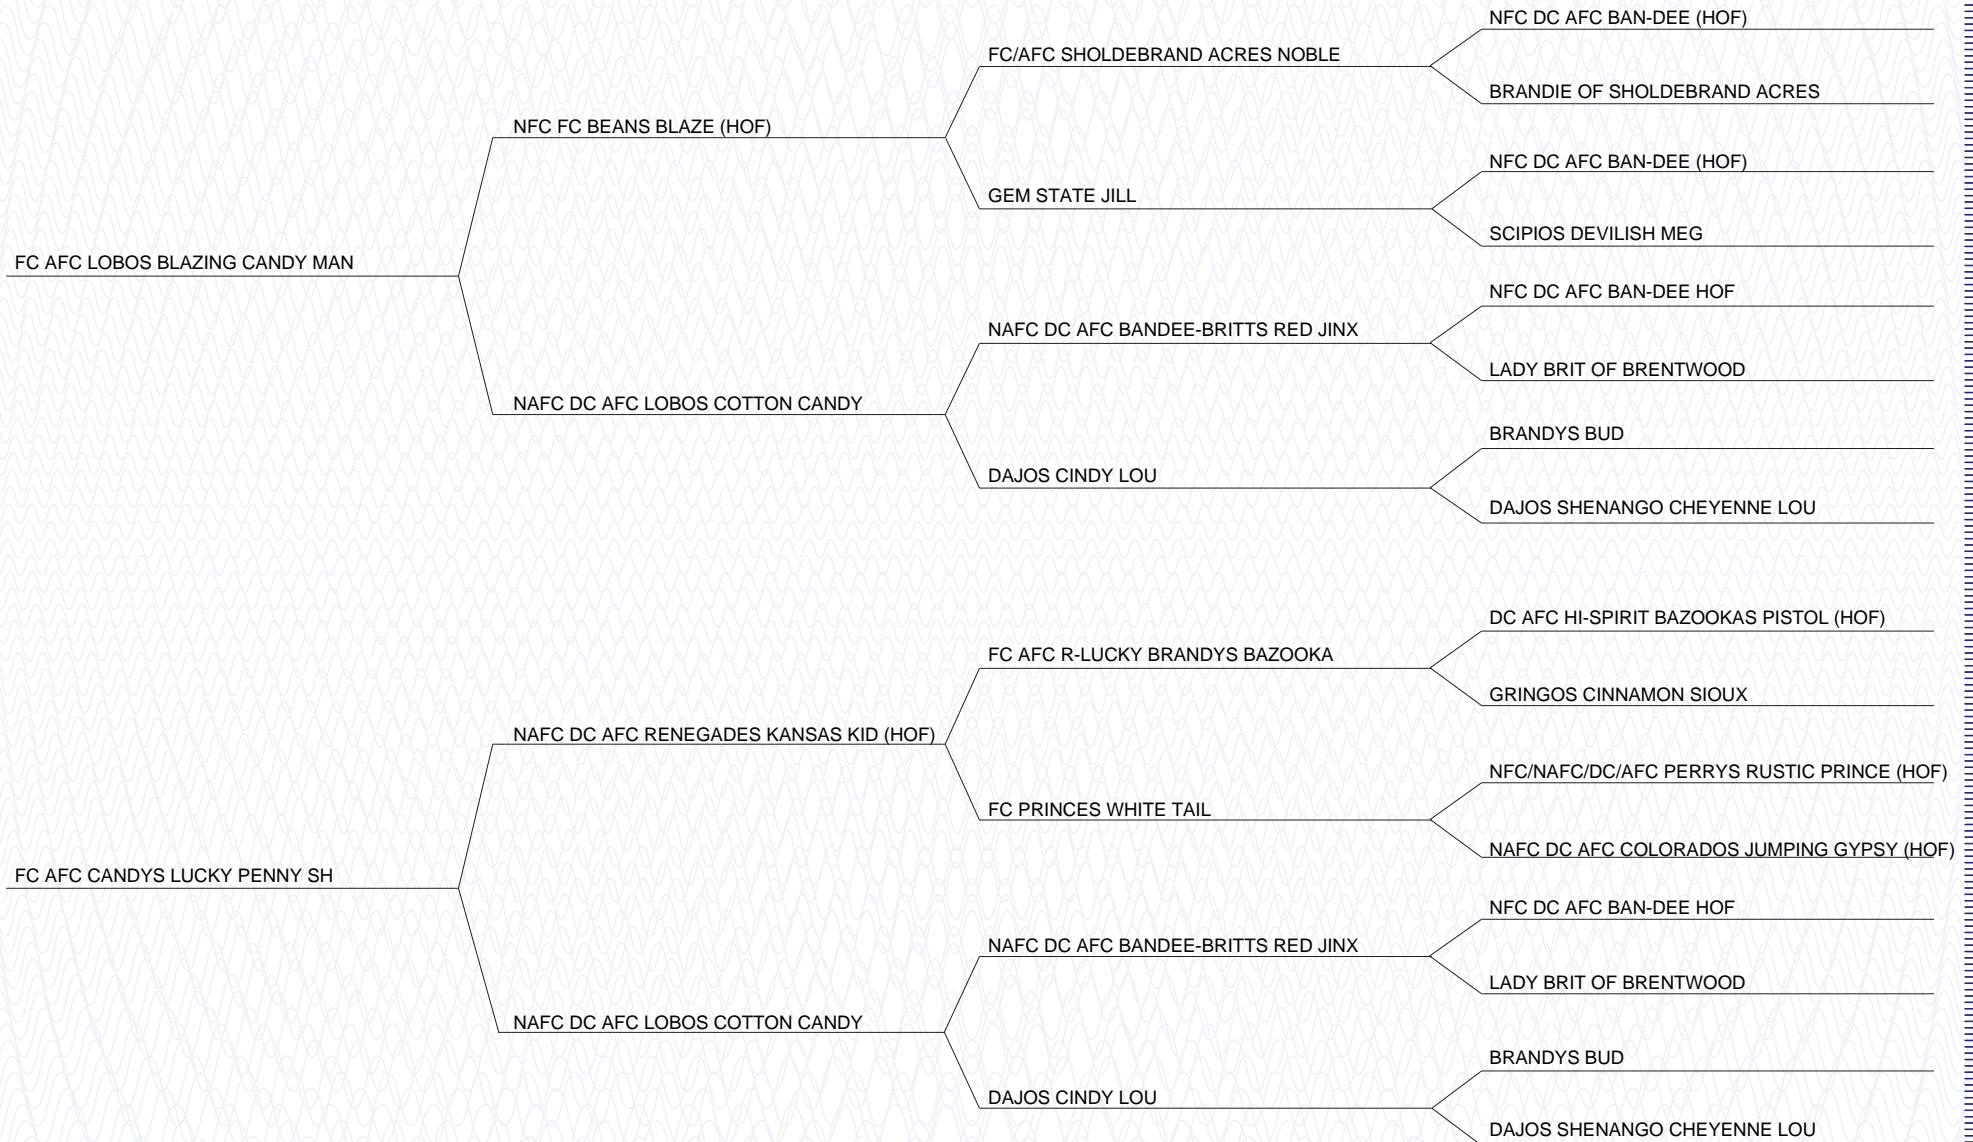 NFC DC AFC BAN-DEE (HOF)
FC/AFC SHOLDEBRAND ACRES NOBLE
BRANDIE OF SHOLDEBRAND ACRES
NFC FC BEANS BLAZE (HOF)
NFC DC AFC BAN-DEE (HOF)
GEM STATE JILL
SCIPIOS DEVILISH MEG
FC AFC LOBOS BLAZING CANDY MAN
NFC DC AFC BAN-DEE HOF
NAFC DC AFC BANDEE-BRITTS RED JINX
LADY BRIT OF BRENTWOOD
NAFC DC AFC LOBOS COTTON CANDY
BRANDYS BUD
DAJOS CINDY LOU
DAJOS SHENANGO CHEYENNE LOU
DC AFC HI-SPIRIT BAZOOKAS PISTOL (HOF)
FC AFC R-LUCKY BRANDYS BAZOOKA
GRINGOS CINNAMON SIOUX
NAFC DC AFC RENEGADES KANSAS KID (HOF)
NFC/NAFC/DC/AFC PERRYS RUSTIC PRINCE (HOF)
FC PRINCES WHITE TAIL
NAFC DC AFC COLORADOS JUMPING GYPSY (HOF)
FC AFC CANDYS LUCKY PENNY SH
NFC DC AFC BAN-DEE HOF
NAFC DC AFC BANDEE-BRITTS RED JINX
LADY BRIT OF BRENTWOOD
NAFC DC AFC LOBOS COTTON CANDY
BRANDYS BUD
DAJOS CINDY LOU
DAJOS SHENANGO CHEYENNE LOU